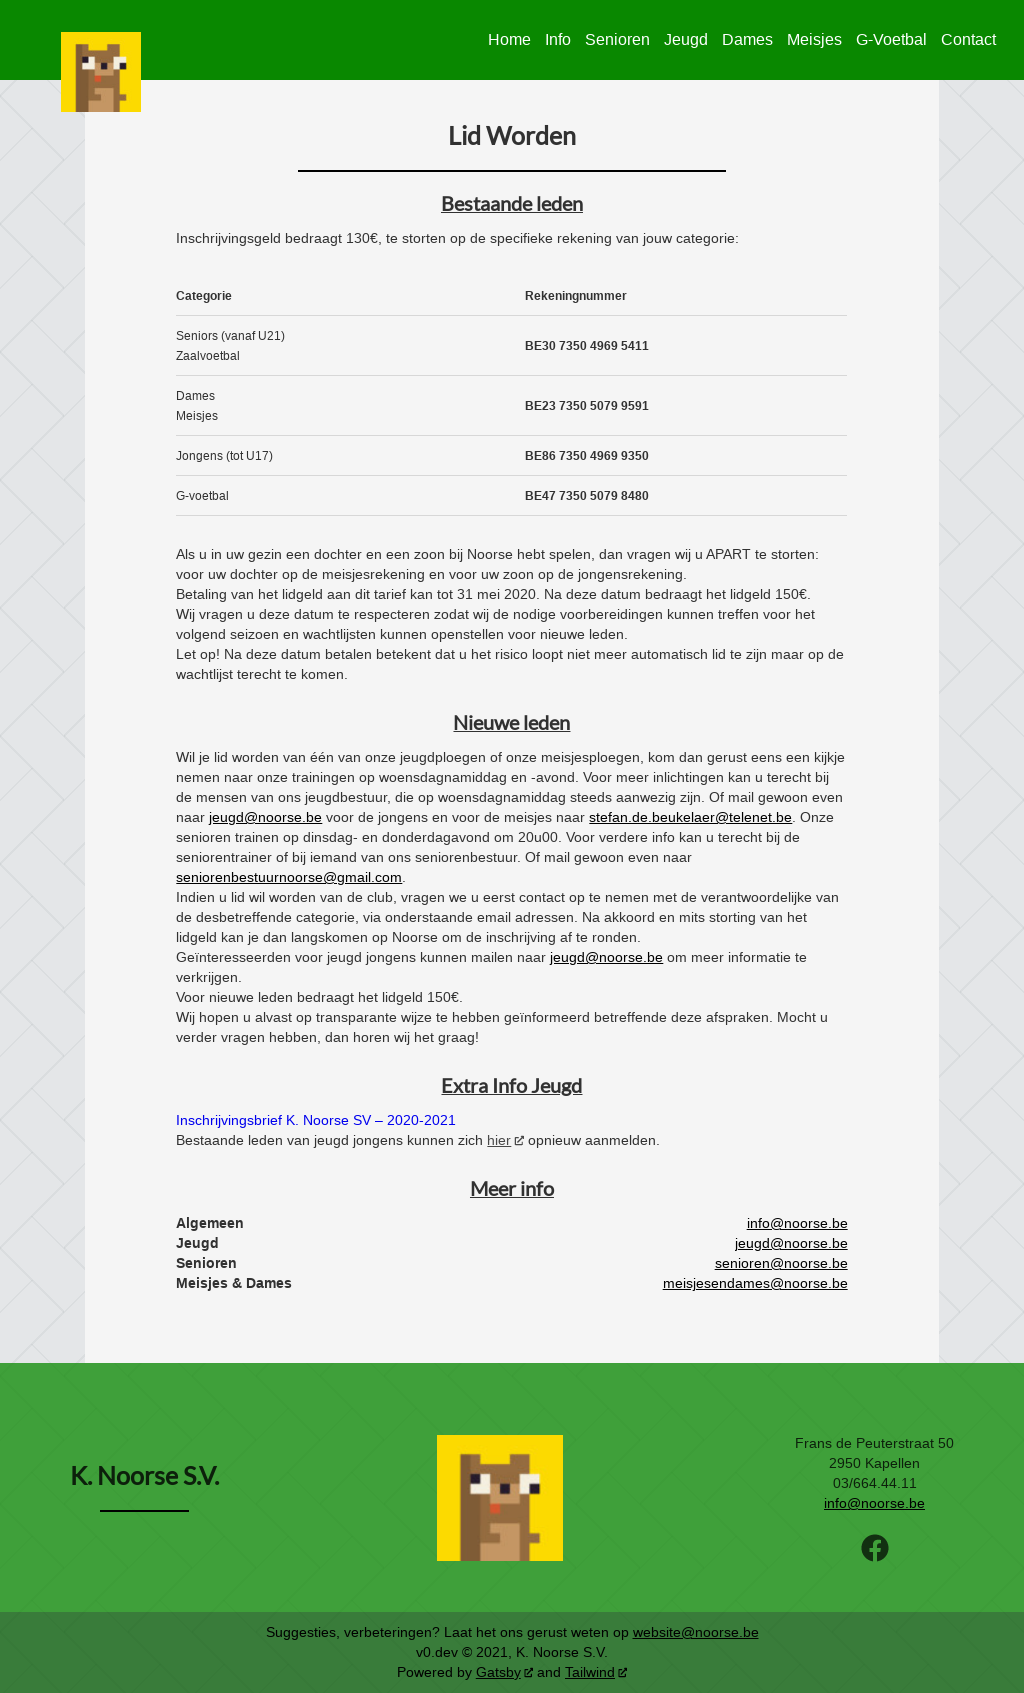 Home Info Senioren Jeugd Dames Meisjes G-Voetbal Contact
Lid Worden
Bestaande leden
Inschrijvingsgeld bedraagt 130€, te storten op de specifieke rekening van jouw categorie:
Categorie Rekeningnummer
Seniors (vanaf U21)
Zaalvoetbal
BE30 7350 4969 5411
Dames
Meisjes
BE23 7350 5079 9591
Jongens (tot U17) BE86 7350 4969 9350
G-voetbal BE47 7350 5079 8480
Als u in uw gezin een dochter en een zoon bij Noorse hebt spelen, dan vragen wij u APART te storten:
voor uw dochter op de meisjesrekening en voor uw zoon op de jongensrekening.
Betaling van het lidgeld aan dit tarief kan tot 31 mei 2020. Na deze datum bedraagt het lidgeld 150€.
Wij vragen u deze datum te respecteren zodat wij de nodige voorbereidingen kunnen treffen voor het
volgend seizoen en wachtlijsten kunnen openstellen voor nieuwe leden.
Let op! Na deze datum betalen betekent dat u het risico loopt niet meer automatisch lid te zijn maar op de
wachtlijst terecht te komen.
Nieuwe leden
Wil je lid worden van één van onze jeugdploegen of onze meisjesploegen, kom dan gerust eens een kijkje
nemen naar onze trainingen op woensdagnamiddag en -avond. Voor meer inlichtingen kan u terecht bij
de mensen van ons jeugdbestuur, die op woensdagnamiddag steeds aanwezig zijn. Of mail gewoon even
naar jeugd@noorse.be voor de jongens en voor de meisjes naar stefan.de.beukelaer@telenet.be. Onze
senioren trainen op dinsdag- en donderdagavond om 20u00. Voor verdere info kan u terecht bij de
seniorentrainer of bij iemand van ons seniorenbestuur. Of mail gewoon even naar
seniorenbestuurnoorse@gmail.com.
Indien u lid wil worden van de club, vragen we u eerst contact op te nemen met de verantwoordelijke van
de desbetreffende categorie, via onderstaande email adressen. Na akkoord en mits storting van het
lidgeld kan je dan langskomen op Noorse om de inschrijving af te ronden.
Geïnteresseerden voor jeugd jongens kunnen mailen naar jeugd@noorse.be om meer informatie te
verkrijgen.
Voor nieuwe leden bedraagt het lidgeld 150€.
Wij hopen u alvast op transparante wijze te hebben geïnformeerd betreffende deze afspraken. Mocht u
verder vragen hebben, dan horen wij het graag!
Extra Info Jeugd
Inschrijvingsbrief K. Noorse SV – 2020-2021
Bestaande leden van jeugd jongens kunnen zich hier opnieuw aanmelden.
Meer info
Algemeen info@noorse.be
Jeugd jeugd@noorse.be
Senioren senioren@noorse.be
Meisjes & Dames meisjesendames@noorse.be
K. Noorse S.V.
Frans de Peuterstraat 50
2950 Kapellen
03/664.44.11
info@noorse.be
Suggesties, verbeteringen? Laat het ons gerust weten op website@noorse.be
v0.dev © 2021, K. Noorse S.V.
Powered by Gatsby and Tailwind